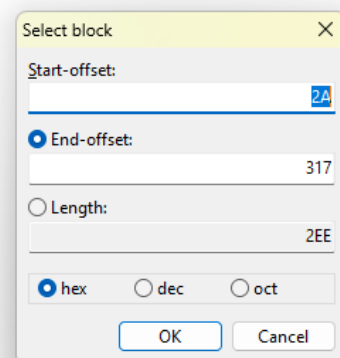 Select block
Start-offset:
2A
End-offset:
317
Length:
2EE
hex dec oct
OK Cancel